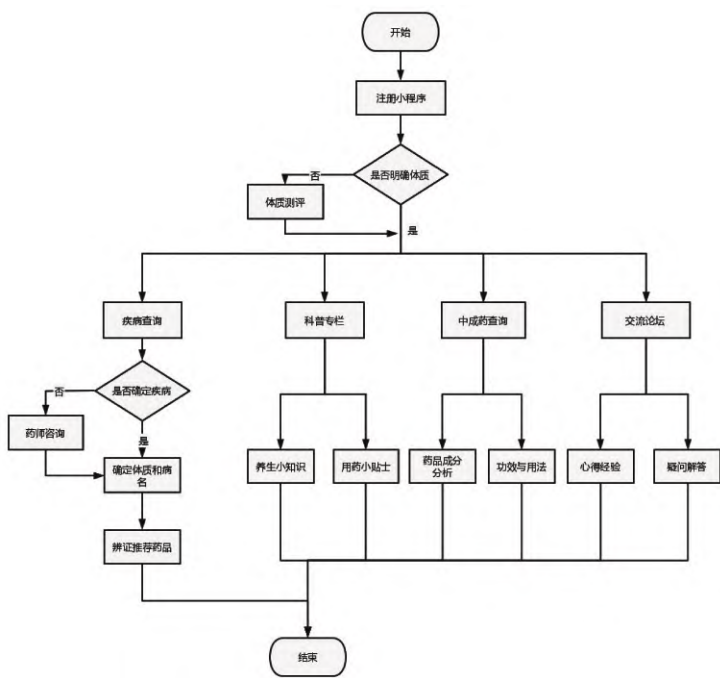 开始
注册小程序
是否明确体质
否
体质测评
是
疾病查询
科普专栏
中成药查询
交流论坛
是否确定疾病
否
药师咨询
是
确定体质和病
名
养生小知识
用药小贴士
药品成分
分析
功效与用法
心得经验
疑问解答
辨证推荐药品
结束